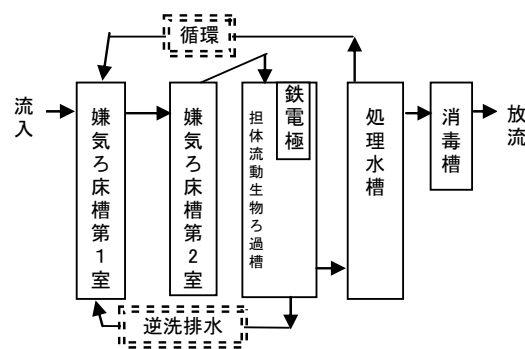 循環
流入
嫌気ろ床槽第1室
嫌気ろ床槽第2室
担体流動生物ろ過槽
鉄電極
処理水槽
消毒槽
放流
逆洗排水